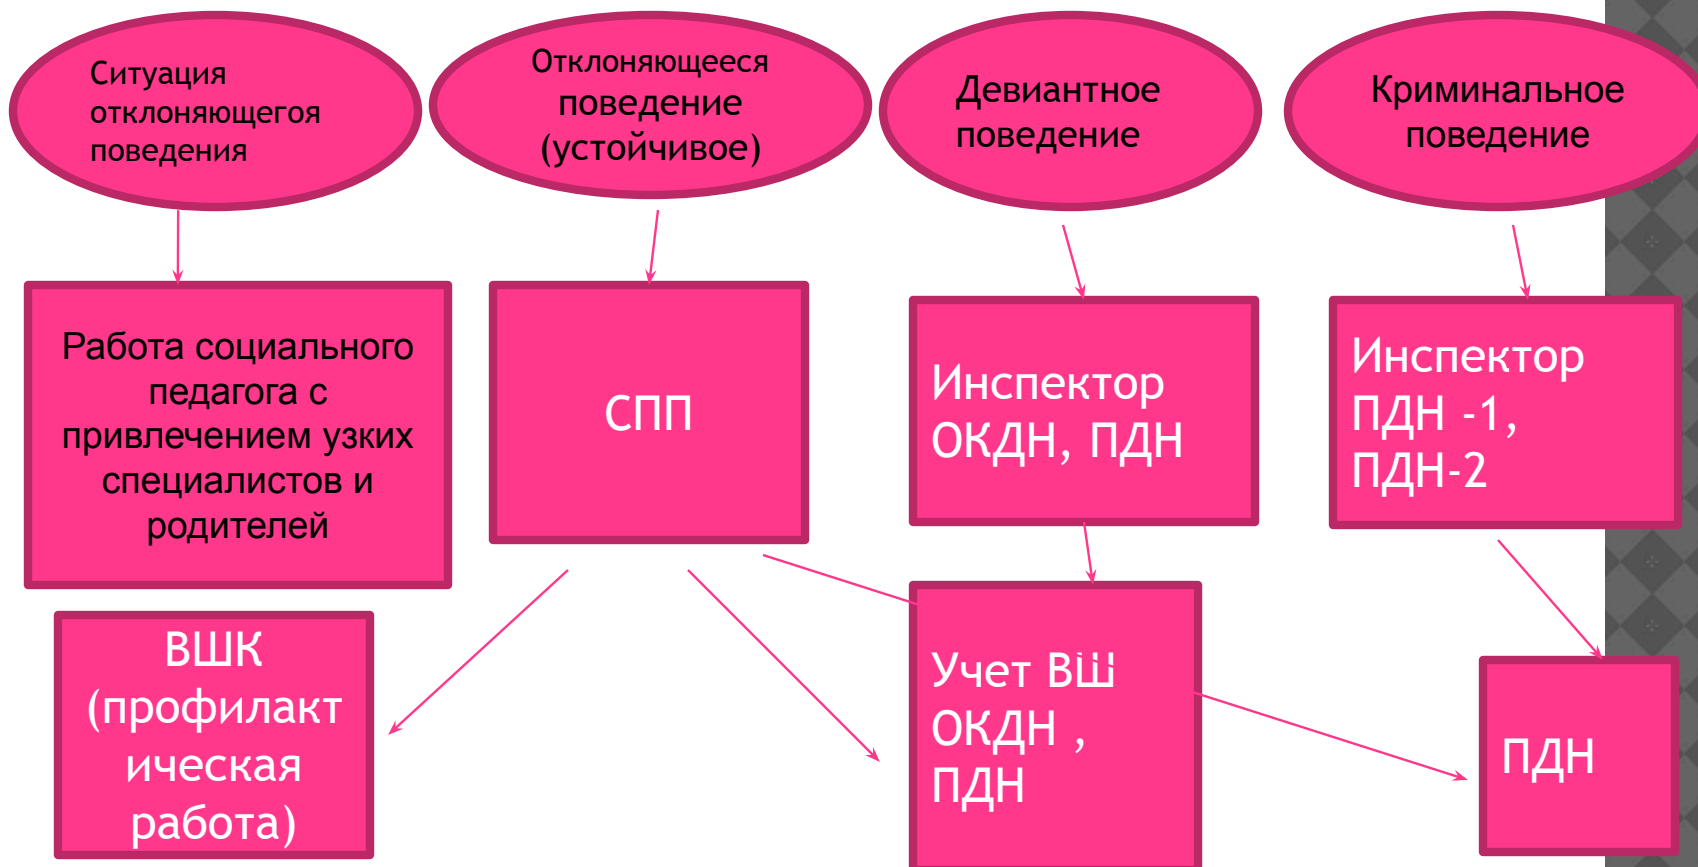 Ситуация
отклоняющегоя
поведения
Отклоняющееся
поведение
(устойчивое)
Девиантное
поведение
Криминальное
поведение
Работа социального
педагога с
привлечением узких
специалистов и
родителей
СПП
Инспектор
ОКДН, ПДН
Инспектор
ПДН -1,
ПДН-2
ВШК
(профилакт
ическая
работа)
Учет ВШ
ОКДН ,
ПДН
ПДН